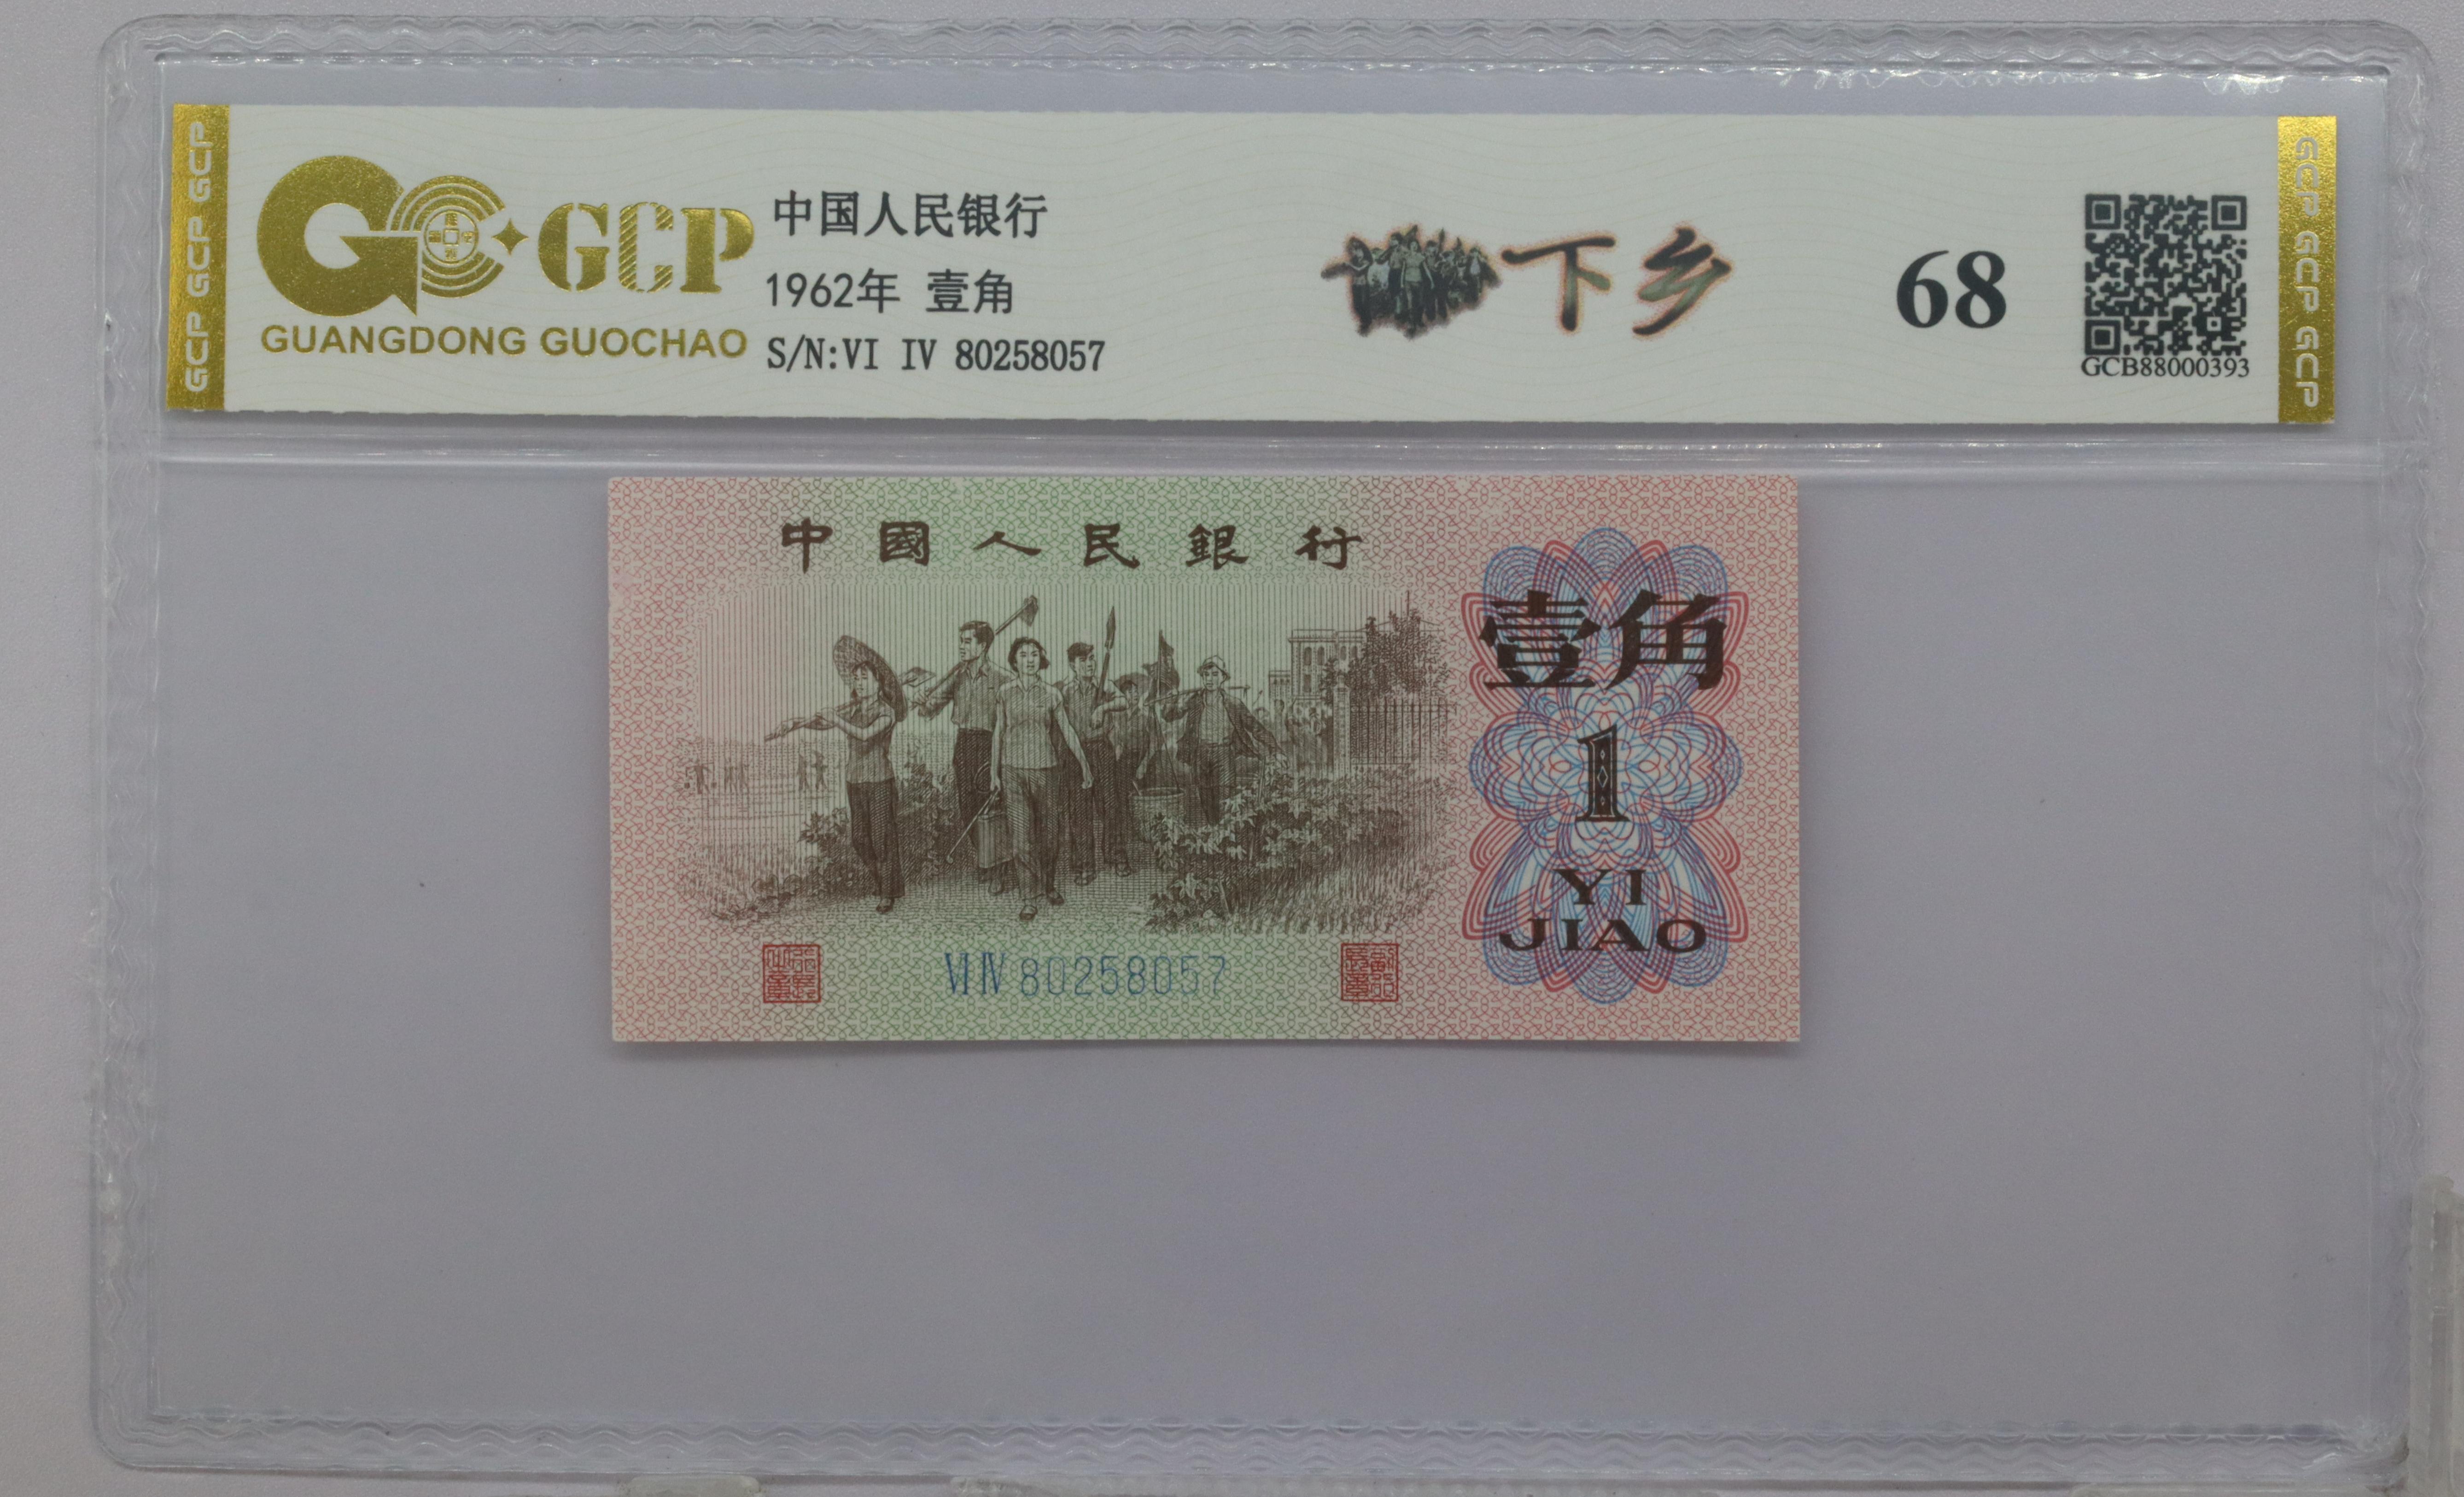 GCP GCP GCP
GCP
GUANGDONG GUOCHAO
中国人民银行
1962年 壹角
S/N:VI IV 80258057
下乡
68
GCB88000393
GCP GCP GCP GCP
中國人民銀行
壹角
1
YI
JIAO
VI IV 80258057